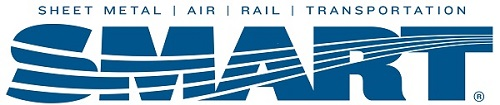 SHEET METAL | AIR | RAIL | TRANSPORTATION
SMART®